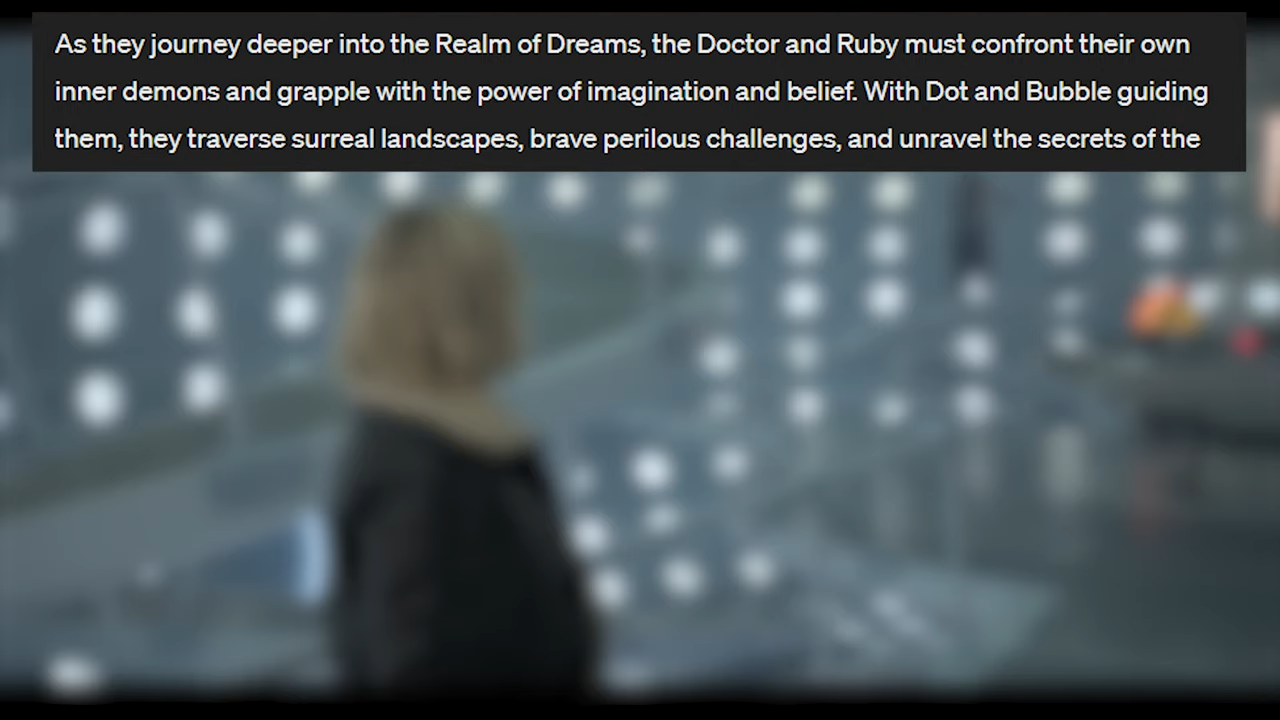 As they journey deeper into the Realm of Dreams, the Doctor and Ruby must confront their own
inner demons and grapple with the power of imagination and belief. With Dot and Bubble guiding
them, they traverse surreal landscapes, brave perilous challenges, and unravel the secrets of the